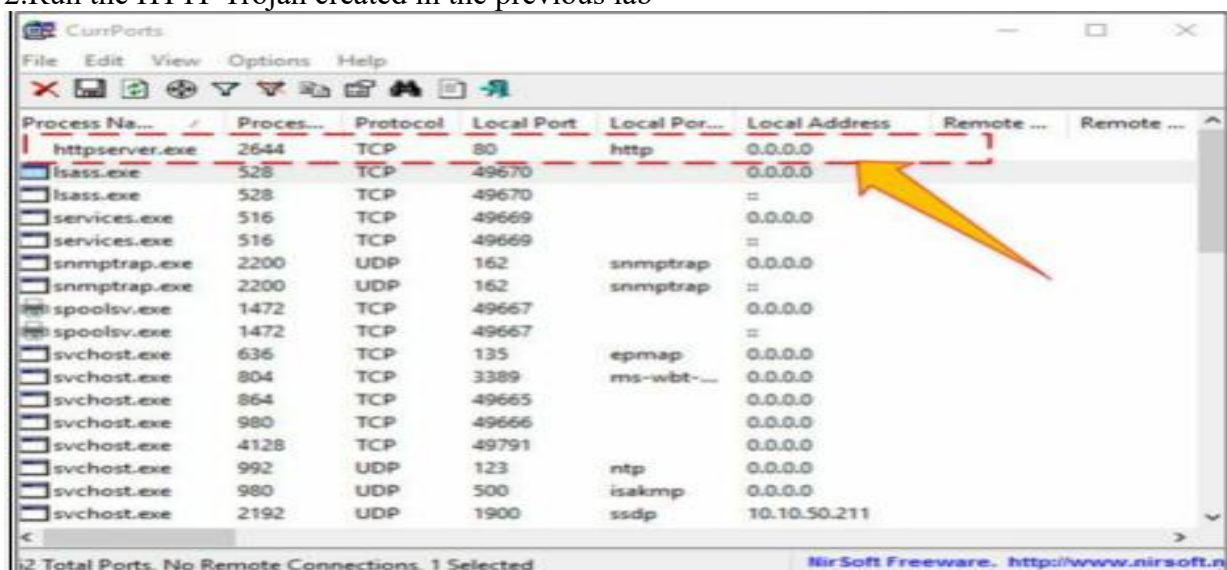 2.Run the HTTP Trojan created in the previous lab
CurrPorts
File Edit View Options Help
Process Na... / Proces... Protocol Local Port Local Por... Local Address Remote ... Remote ...
httpserver.exe 2644 TCP 80 http 0.0.0.0
lsass.exe 528 TCP 49670 0.0.0.0
lsass.exe 528 TCP 49670 ::
services.exe 516 TCP 49669 0.0.0.0
services.exe 516 TCP 49669 ::
snmptrap.exe 2200 UDP 162 snmptrap 0.0.0.0
snmptrap.exe 2200 UDP 162 snmptrap ::
spoolsv.exe 1472 TCP 49667 0.0.0.0
spoolsv.exe 1472 TCP 49667 ::
svchost.exe 636 TCP 135 epmap 0.0.0.0
svchost.exe 804 TCP 3389 ms-wbt-... 0.0.0.0
svchost.exe 864 TCP 49665 0.0.0.0
svchost.exe 980 TCP 49666 0.0.0.0
svchost.exe 4128 TCP 49791 0.0.0.0
svchost.exe 992 UDP 123 ntp 0.0.0.0
svchost.exe 980 UDP 500 isakmp 0.0.0.0
svchost.exe 2192 UDP 1900 ssdp 10.10.50.211
62 Total Ports, No Remote Connections, 1 Selected NirSoft Freeware. http://www.nirsoft.n